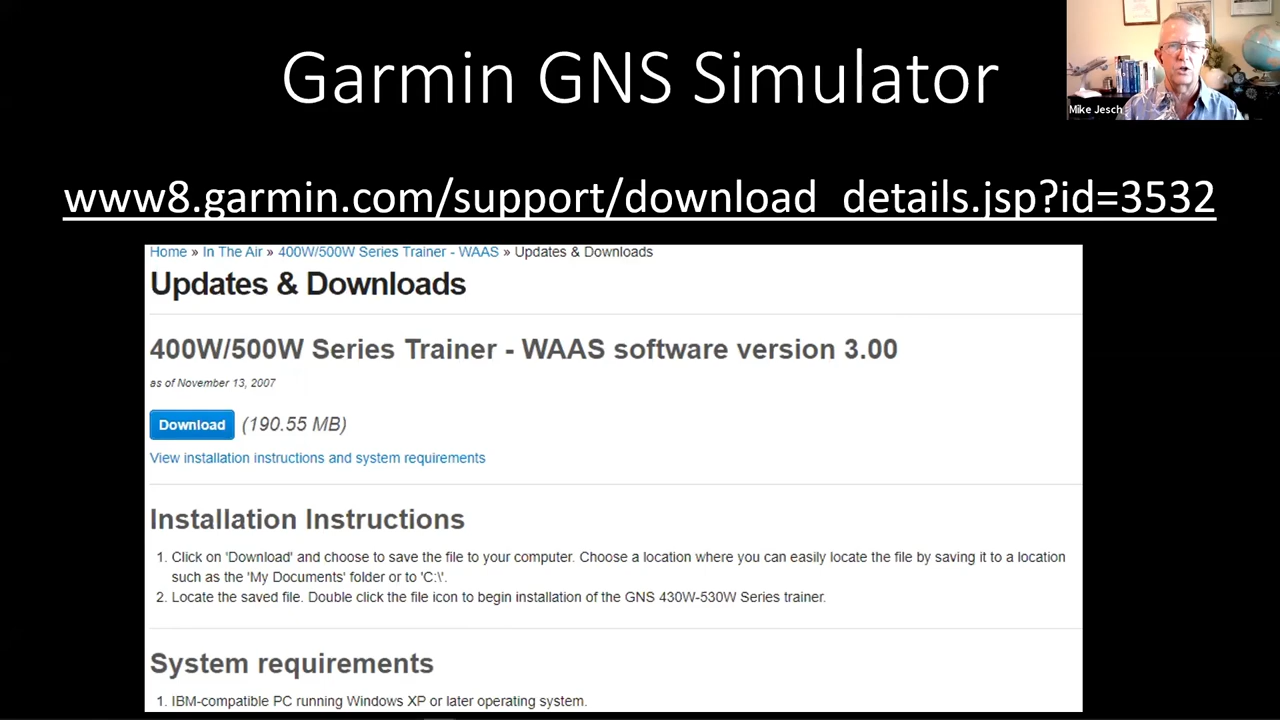 Garmin GNS Simulator
Mike Jesch
www8.garmin.com/support/download_details.jsp?id=3532
Home » In The Air » 400W/500W Series Trainer - WAAS » Updates & Downloads
Updates & Downloads
400W/500W Series Trainer - WAAS software version 3.00
as of November 13, 2007
Download (190.55 MB)
View installation instructions and system requirements
Installation Instructions
1. Click on 'Download' and choose to save the file to your computer. Choose a location where you can easily locate the file by saving it to a location
such as the 'My Documents' folder or to 'C:\'.
2. Locate the saved file. Double click the file icon to begin installation of the GNS 430W-530W Series trainer.
System requirements
1. IBM-compatible PC running Windows XP or later operating system.